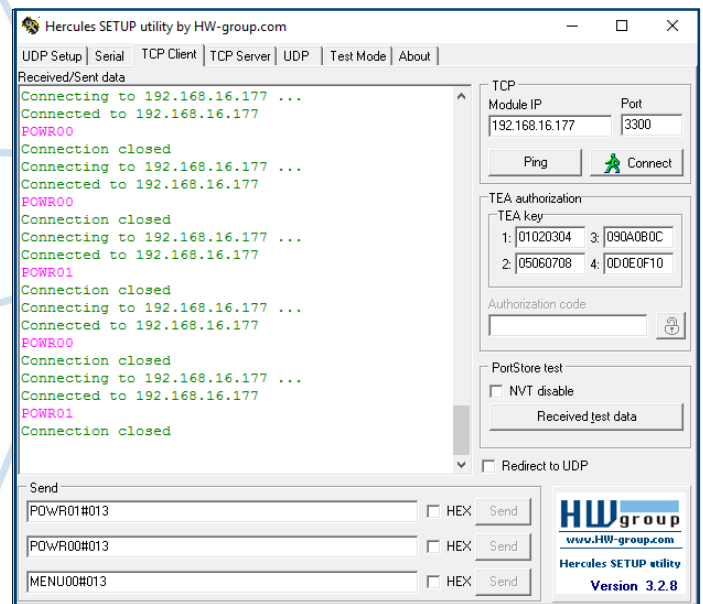 Hercules SETUP utility by HW-group.com
UDP Setup Serial TCP Client TCP Server UDP Test Mode About
Received/Sent data
Connecting to 192.168.16.177 ...
Connected to 192.168.16.177
POWR00
Connection closed
Connecting to 192.168.16.177 ...
Connected to 192.168.16.177
POWR00
Connection closed
Connecting to 192.168.16.177 ...
Connected to 192.168.16.177
POWR01
Connection closed
Connecting to 192.168.16.177 ...
Connected to 192.168.16.177
POWR00
Connection closed
Connecting to 192.168.16.177 ...
Connected to 192.168.16.177
POWR01
Connection closed
TCP
Module IP Port
192.168.16.177 3300
Ping Connect
TEA authorization
TEA key
1: 01020304 3: 090A0B0C
2: 05060708 4: 0D0E0F10
Authorization code
PortStore test
NVT disable
Received test data
Redirect to UDP
Send
POWR01#013 HEX Send
POWR00#013 HEX Send
MENU00#013 HEX Send
HWgroup
www.HW-group.com
Hercules SETUP utility
Version 3.2.8